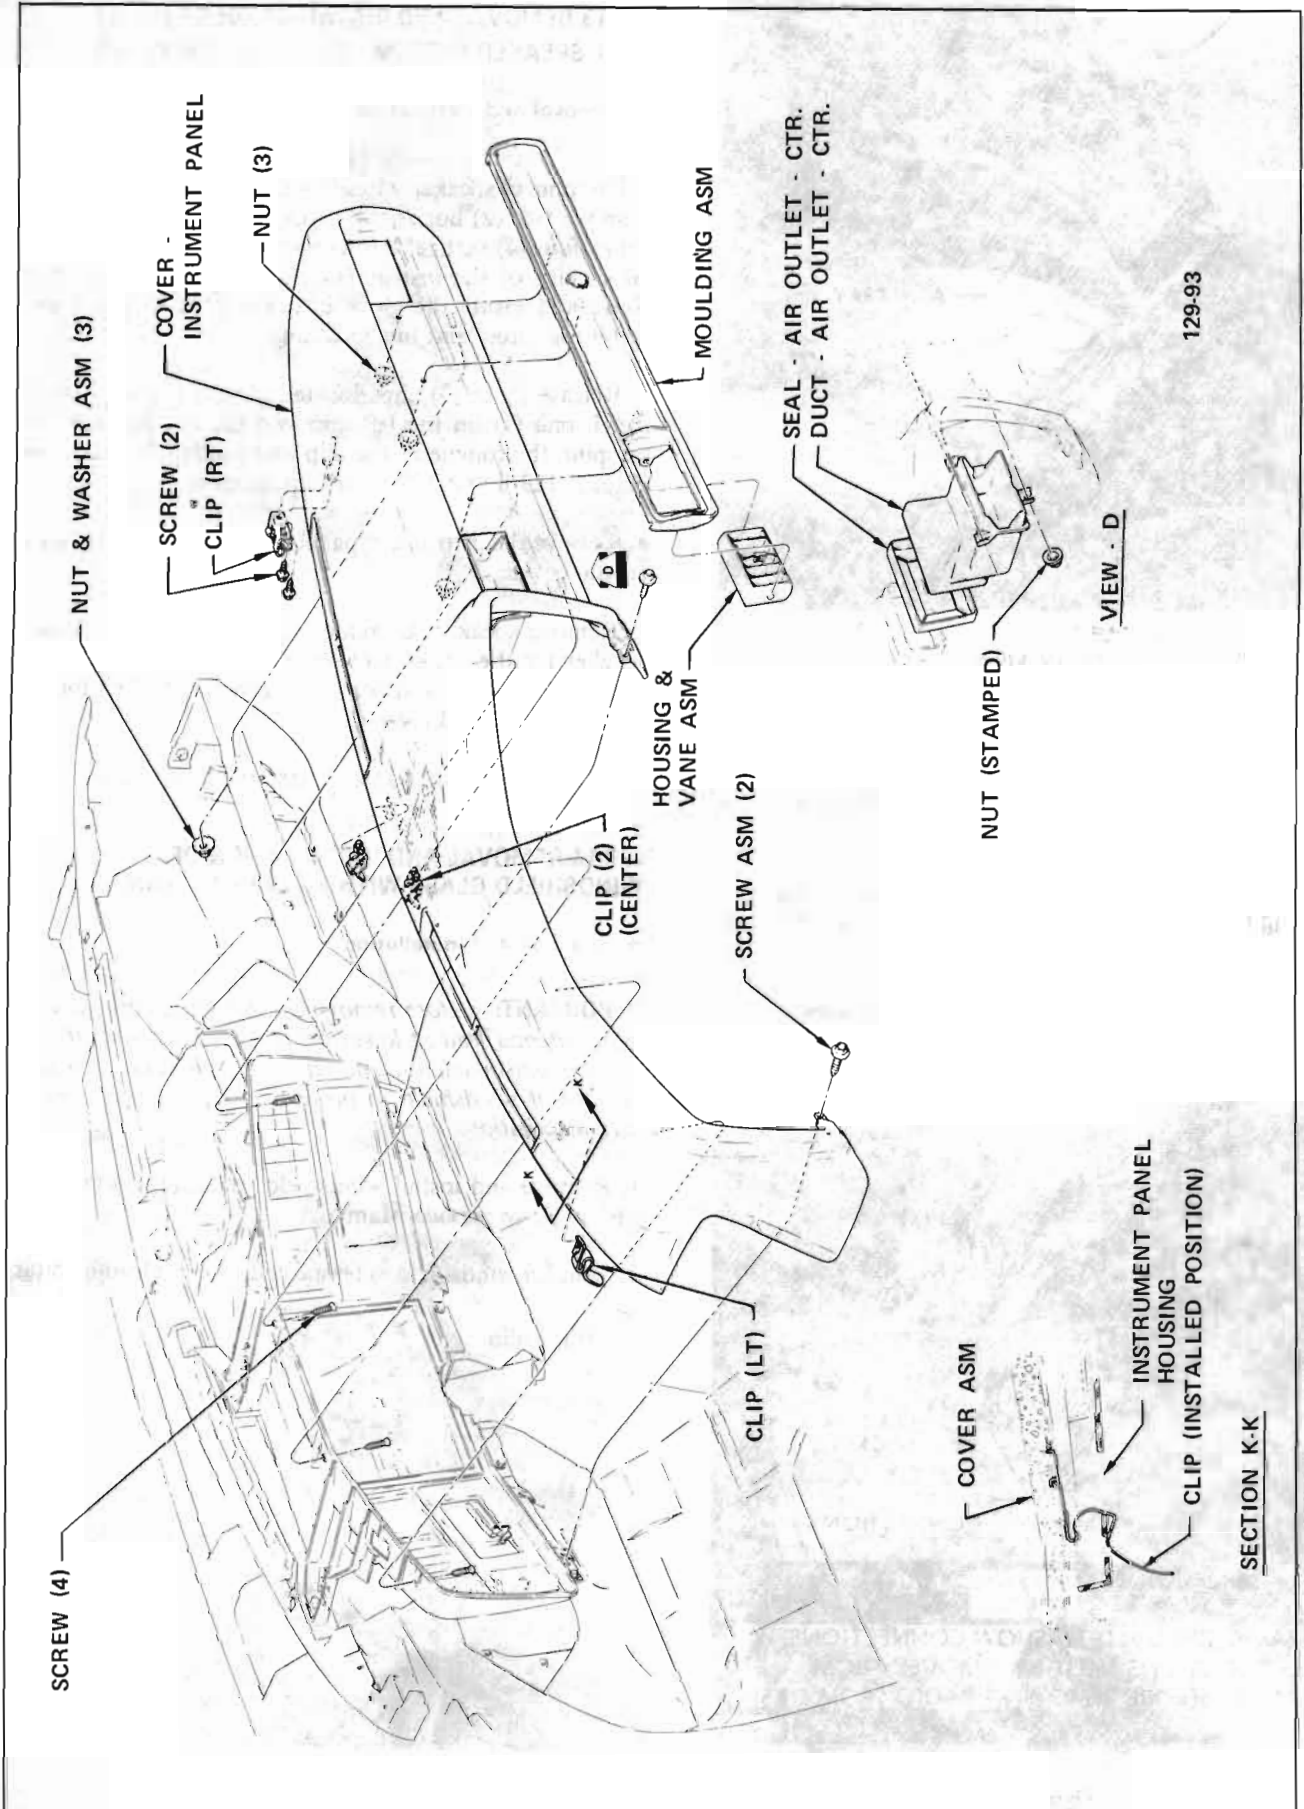 SCREW (4)
NUT & WASHER ASM (3)
SCREW (2)
CLIP (RT)
COVER -
INSTRUMENT PANEL
NUT (3)
CLIP (2)
(CENTER)
K
K
D
HOUSING &
VANE ASM
MOULDING ASM
CLIP (LT)
SCREW ASM (2)
SEAL - AIR OUTLET - CTR.
DUCT - AIR OUTLET - CTR.
NUT (STAMPED)
VIEW - D
COVER ASM
INSTRUMENT PANEL
HOUSING
CLIP (INSTALLED POSITION)
SECTION K-K
129-93